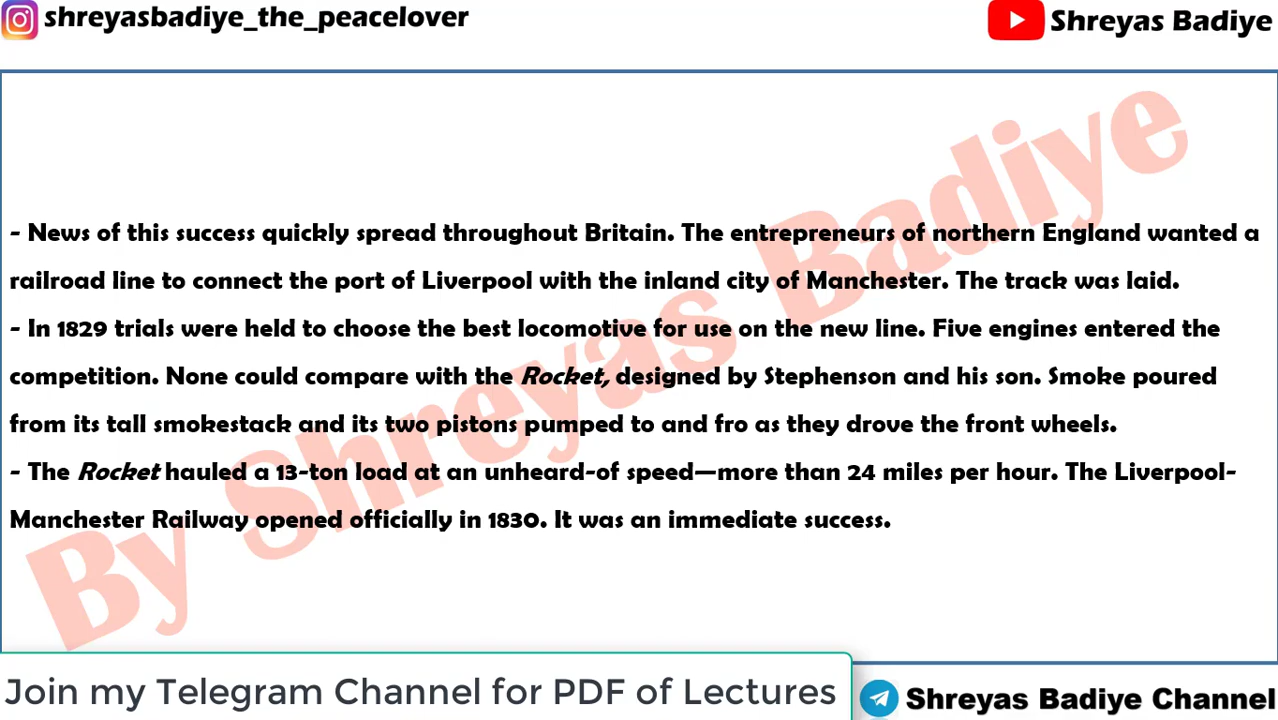 shreyasbadiye_the_peacelover
Shreyas Badiye
- News of this success quickly spread throughout Britain. The entrepreneurs of northern England wanted a
railroad line to connect the port of Liverpool with the inland city of Manchester. The track was laid.
- In 1829 trials were held to choose the best locomotive for use on the new line. Five engines entered the
competition. None could compare with the Rocket, designed by Stephenson and his son. Smoke poured
from its tall smokestack and its two pistons pumped to and fro as they drove the front wheels.
- The Rocket hauled a 13-ton load at an unheard-of speed—more than 24 miles per hour. The Liverpool-
Manchester Railway opened officially in 1830. It was an immediate success.
By Shreyas Badiye
Join my Telegram Channel for PDF of Lectures
Shreyas Badiye Channel